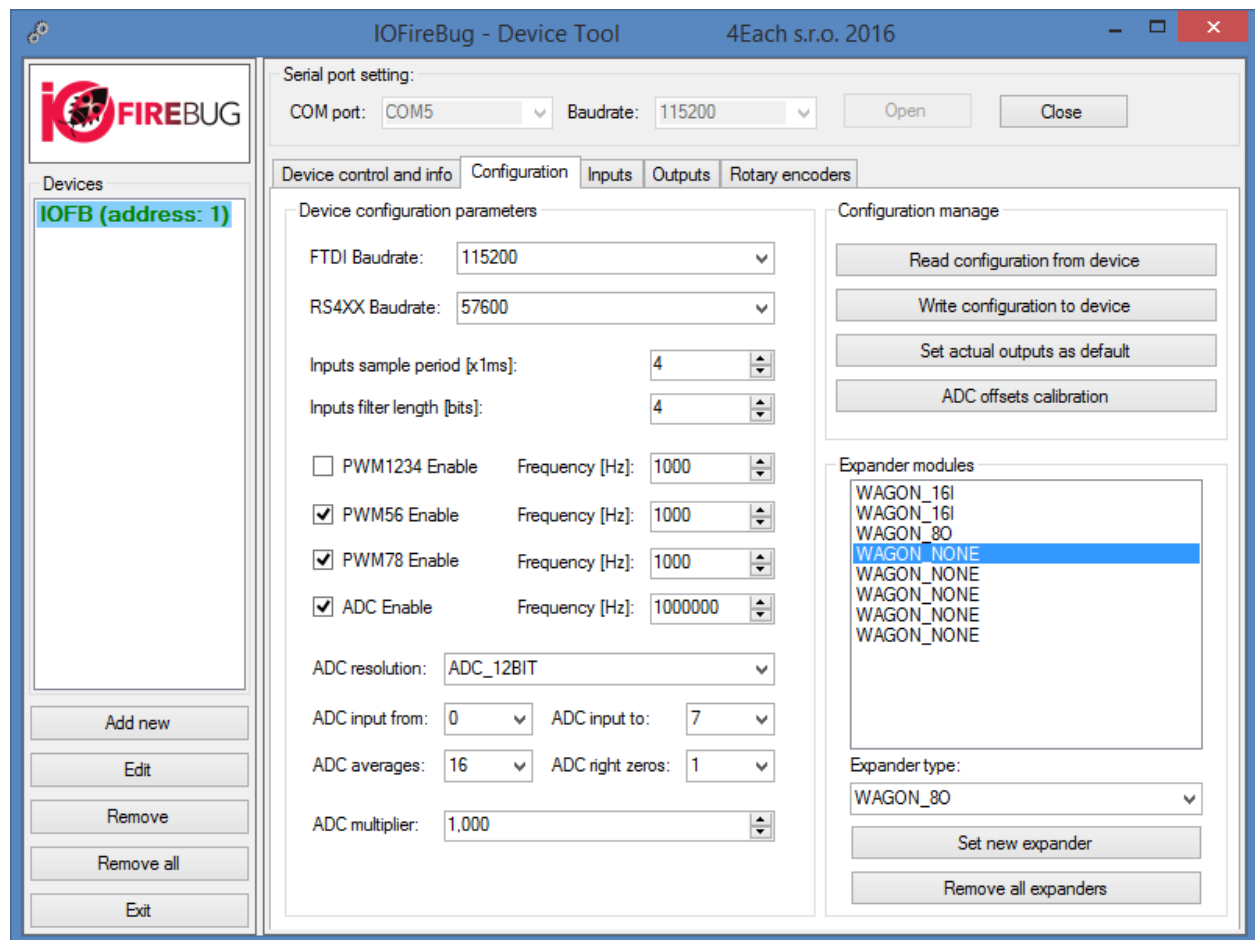 IOFireBug - Device Tool 4Each s.r.o. 2016
iO FIREBUG
Devices
IOFB (address: 1)
Add new
Edit
Remove
Remove all
Exit
Serial port setting:
COM port: COM5 Baudrate: 115200 Open Close
Device control and info Configuration Inputs Outputs Rotary encoders
Device configuration parameters
FTDI Baudrate: 115200
RS4XX Baudrate: 57600
Inputs sample period [x1ms]: 4
Inputs filter length [bits]: 4
PWM1234 Enable Frequency [Hz]: 1000
PWM56 Enable Frequency [Hz]: 1000
PWM78 Enable Frequency [Hz]: 1000
ADC Enable Frequency [Hz]: 1000000
ADC resolution: ADC_12BIT
ADC input from: 0 ADC input to: 7
ADC averages: 16 ADC right zeros: 1
ADC multiplier: 1,000
Configuration manage
Read configuration from device
Write configuration to device
Set actual outputs as default
ADC offsets calibration
Expander modules
WAGON_16I
WAGON_16I
WAGON_8O
WAGON_NONE
WAGON_NONE
WAGON_NONE
WAGON_NONE
WAGON_NONE
Expander type:
WAGON_8O
Set new expander
Remove all expanders